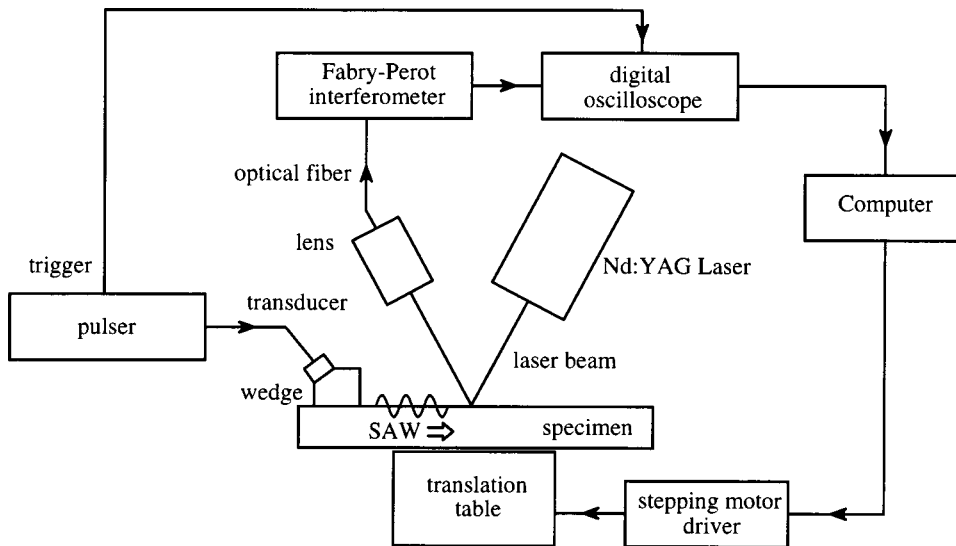 Fabry-Perot
interferometer
digital
oscilloscope
optical fiber
Computer
lens
Nd:YAG Laser
trigger
transducer
pulser
laser beam
wedge
SAW
specimen
translation
table
stepping motor
driver